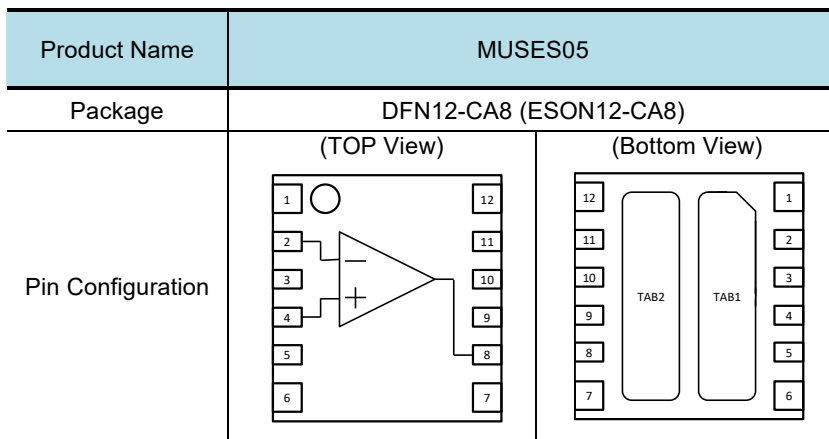 Product Name MUSES05
Package DFN12-CA8 (ESON12-CA8)
Pin Configuration
(TOP View) (Bottom View)
1 12
2 11
3 10
4 9
5 8
6 7
− +
12 1
11 2
10 3
9 4
8 5
7 6
TAB2 TAB1